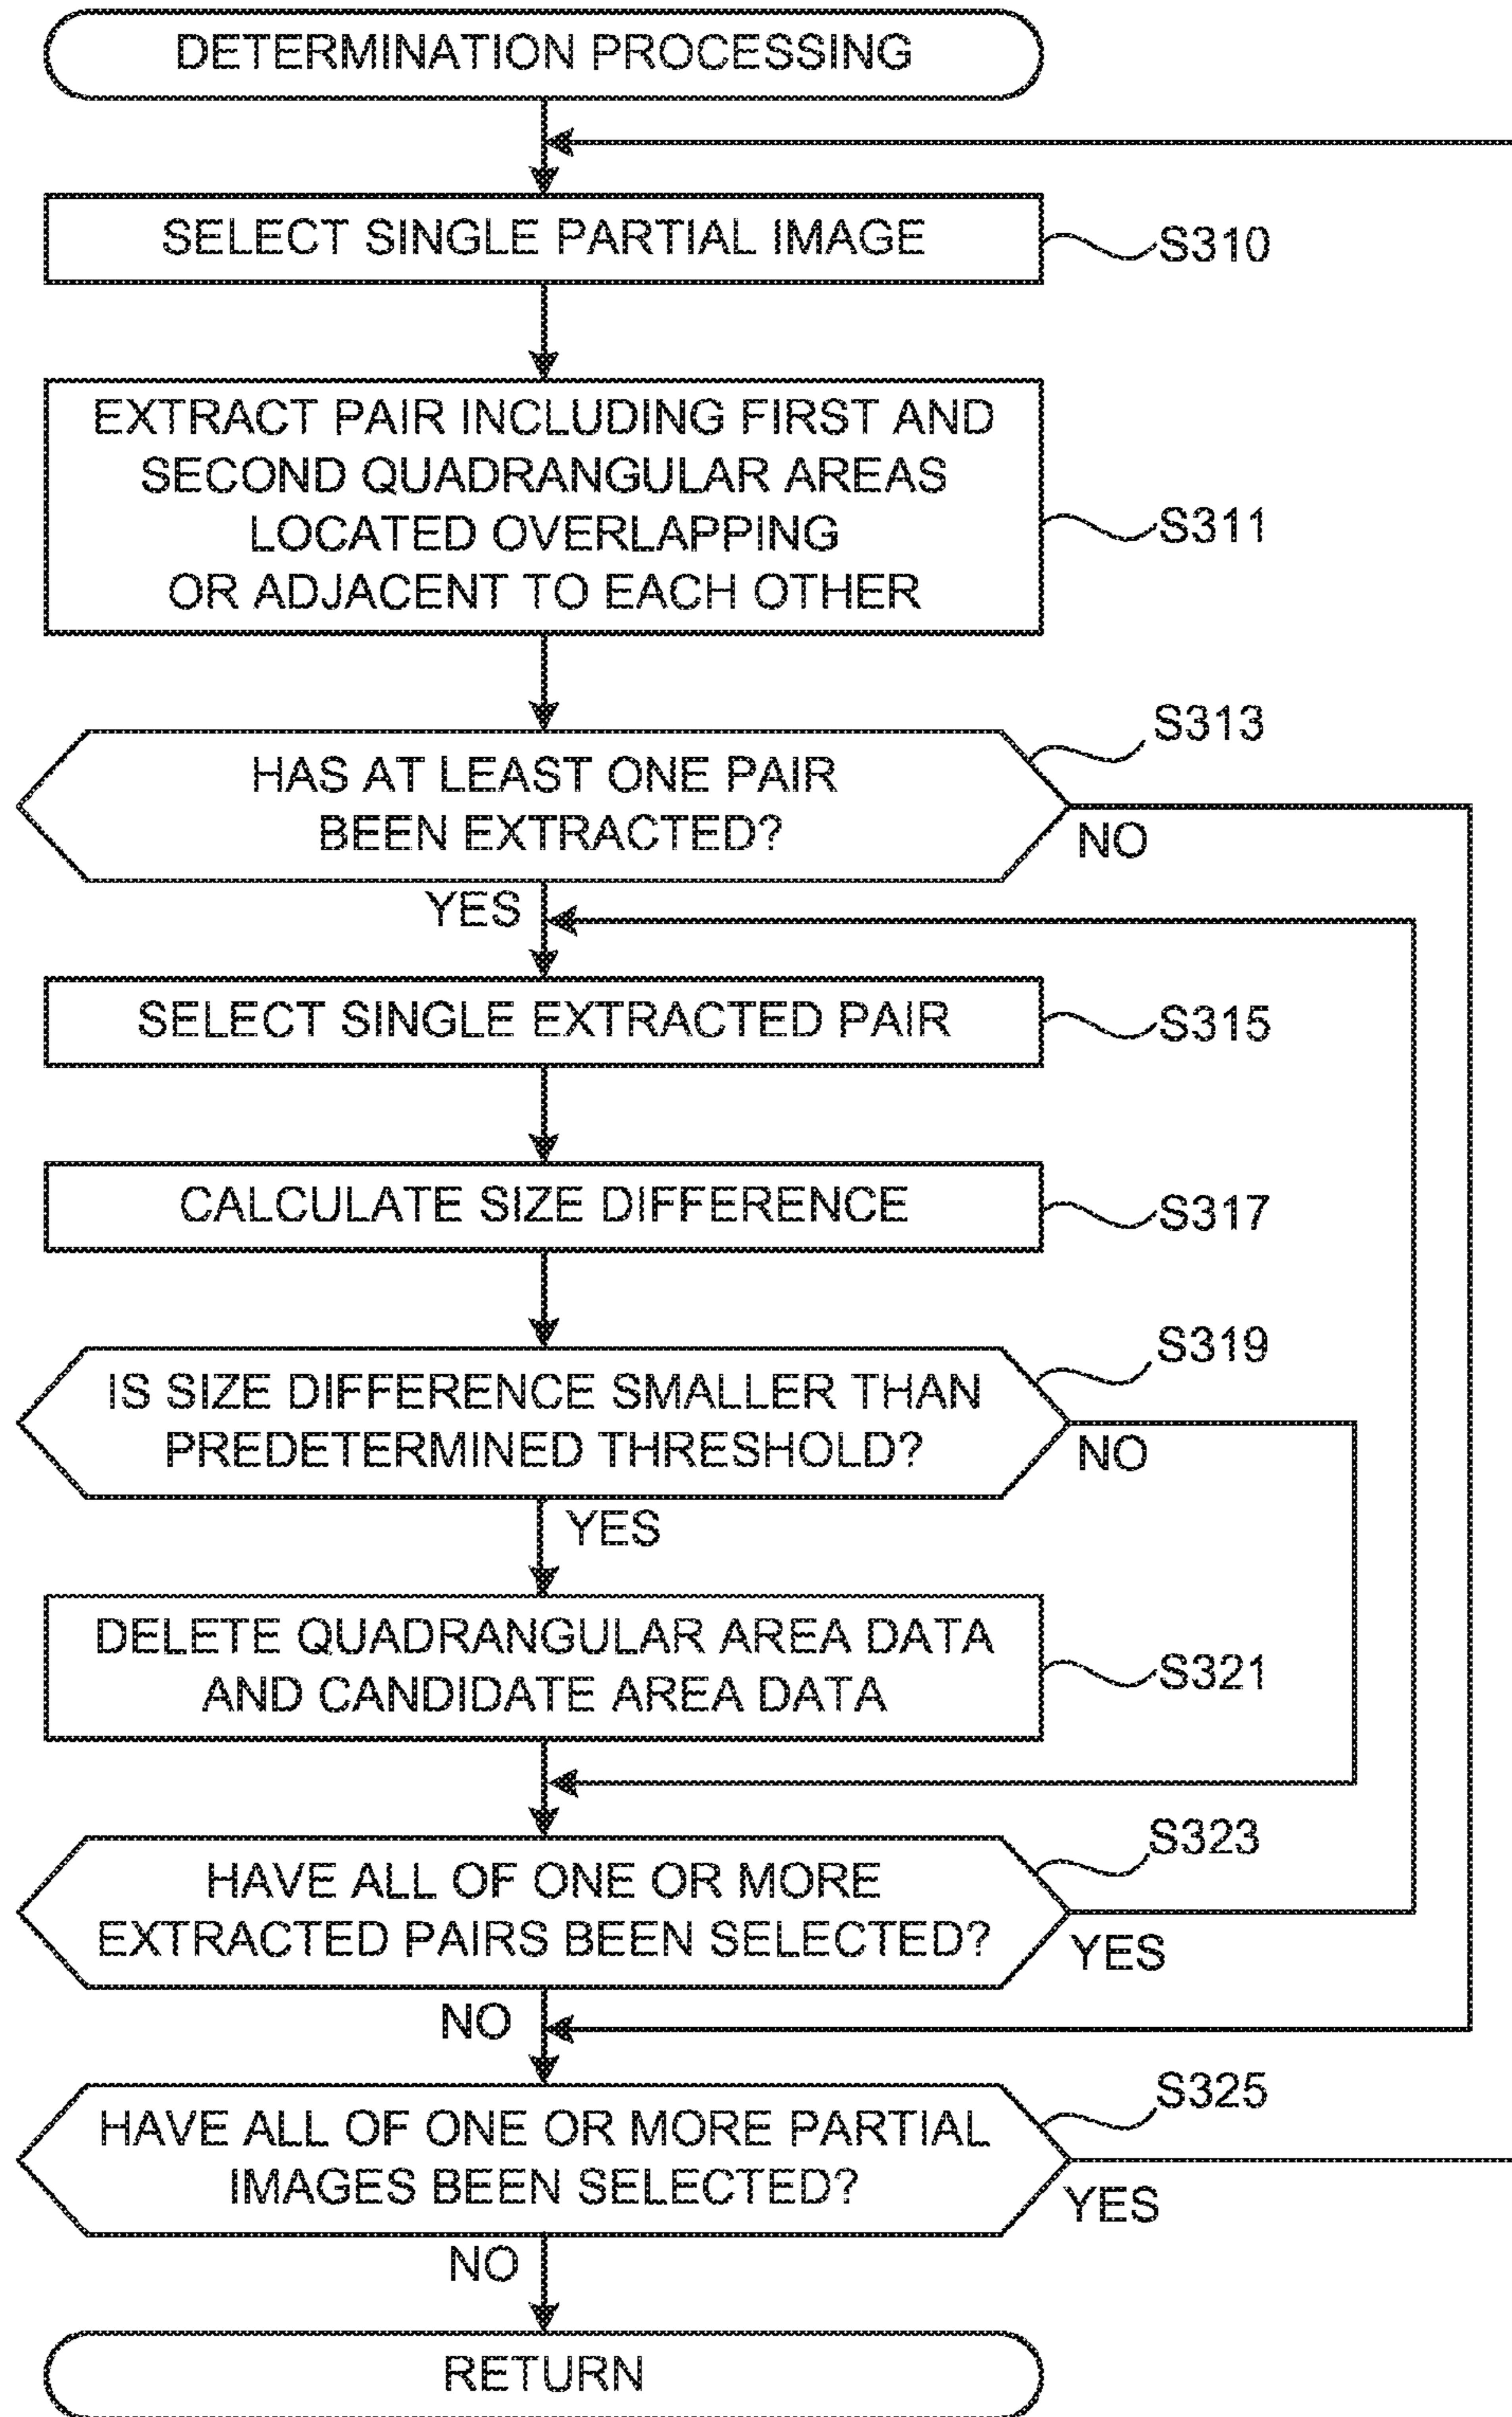 DETERMINATION PROCESSING
SELECT SINGLE PARTIAL IMAGE
S310
EXTRACT PAIR INCLUDING FIRST AND
SECOND QUADRANGULAR AREAS
LOCATED OVERLAPPING
OR ADJACENT TO EACH OTHER
S311
S313
HAS AT LEAST ONE PAIR
BEEN EXTRACTED?
NO
YES
SELECT SINGLE EXTRACTED PAIR
S315
CALCULATE SIZE DIFFERENCE
S317
S319
IS SIZE DIFFERENCE SMALLER THAN
PREDETERMINED THRESHOLD?
NO
YES
DELETE QUADRANGULAR AREA DATA
AND CANDIDATE AREA DATA
S321
S323
HAVE ALL OF ONE OR MORE
EXTRACTED PAIRS BEEN SELECTED?
YES
NO
S325
HAVE ALL OF ONE OR MORE PARTIAL
IMAGES BEEN SELECTED?
YES
NO
RETURN